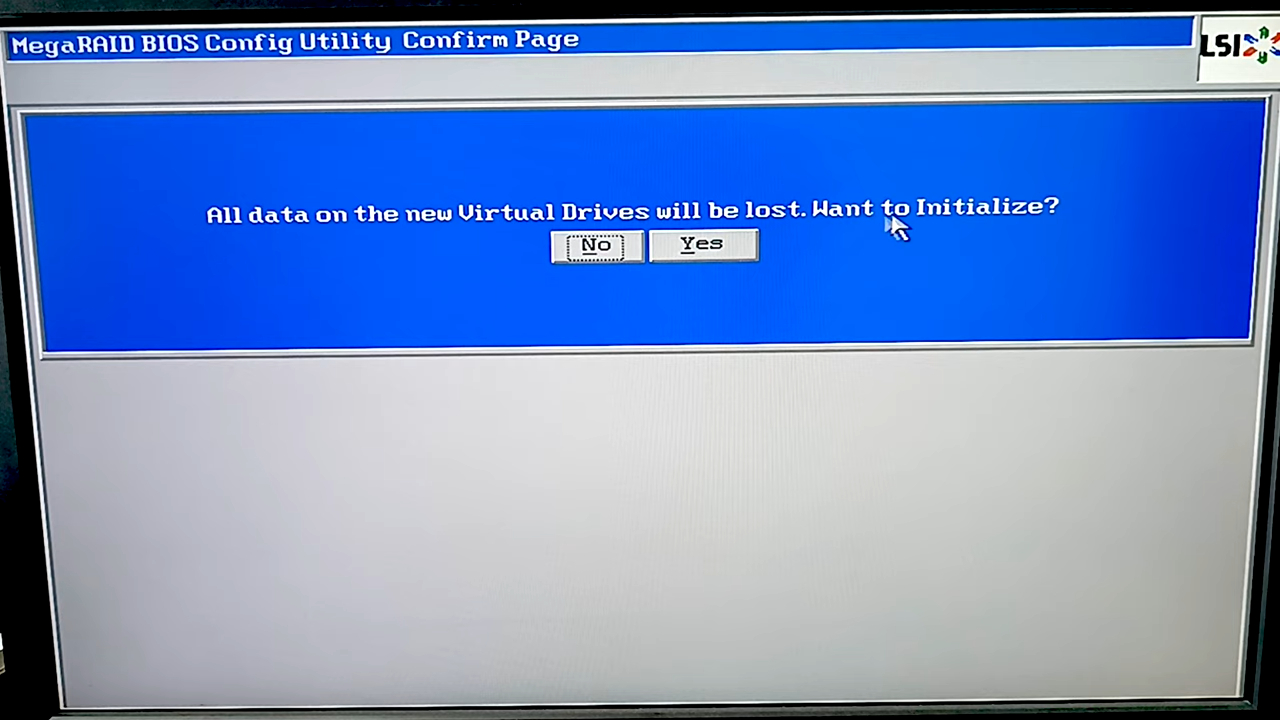 MegaRAID BIOS Config Utility Confirm Page
LSI
All data on the new Virtual Drives will be lost. Want to Initialize?
No Yes